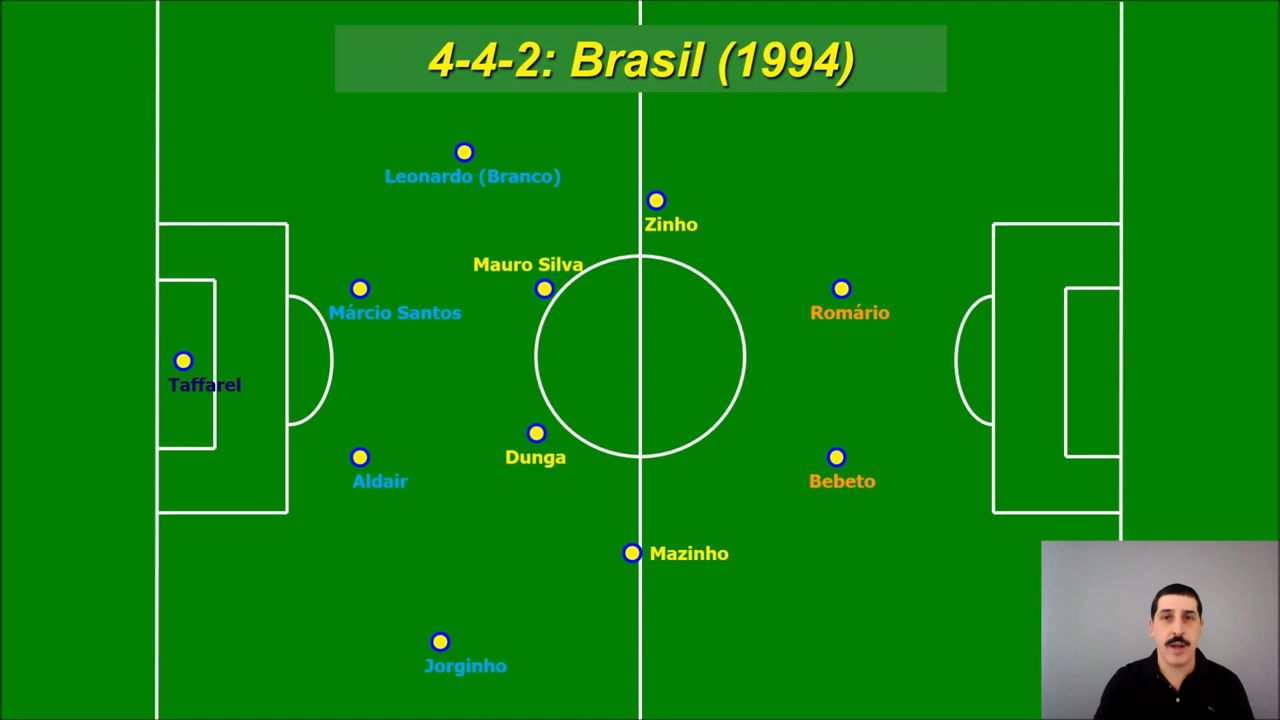 4-4-2: Brasil (1994)
Leonardo (Branco)
Zinho
Mauro Silva
Márcio Santos
Romário
Taffarel
Dunga
Aldair
Bebeto
Mazinho
Jorginho